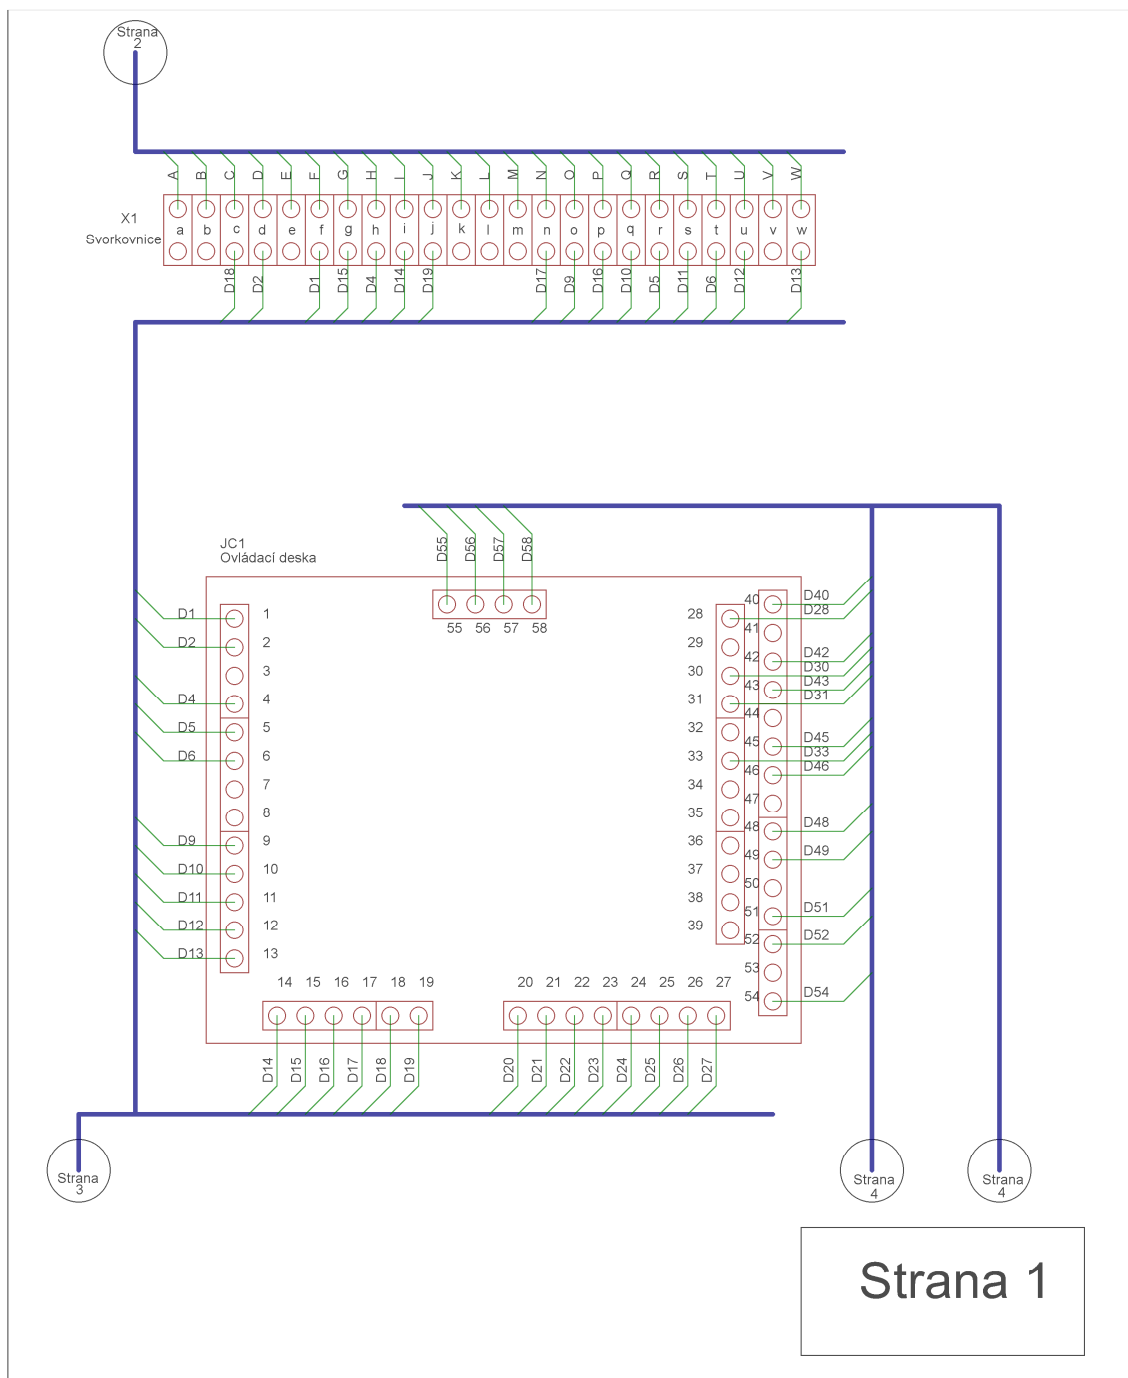 Strana
2
A B C D E F G H I J K L M N O P Q R S T U V W
X1
Svorkovnice
a b c d e f g h i j k l m n o p q r s t u v w
D18 D2 D1 D15 D4 D14 D19 D17 D9 D16 D10 D5 D11 D6 D12 D13
JC1
Ovládací deska
D55 D56 D57 D58
55 56 57 58
D1 1
D2 2
3
D4 4
D5 5
D6 6
7
8
D9 9
D10 10
D11 11
D12 12
D13 13
28
29
30
31
32
33
34
35
36
37
38
39
40 D40
D28
41
42 D42
D30
43 D43
D31
44
45 D45
D33
46 D46
47
48 D48
49 D49
50
51 D51
52 D52
53
54 D54
14 15 16 17 18 19 20 21 22 23 24 25 26 27
D14 D15 D16 D17 D18 D19 D20 D21 D22 D23 D24 D25 D26 D27
Strana
3
Strana
4
Strana
4
Strana 1